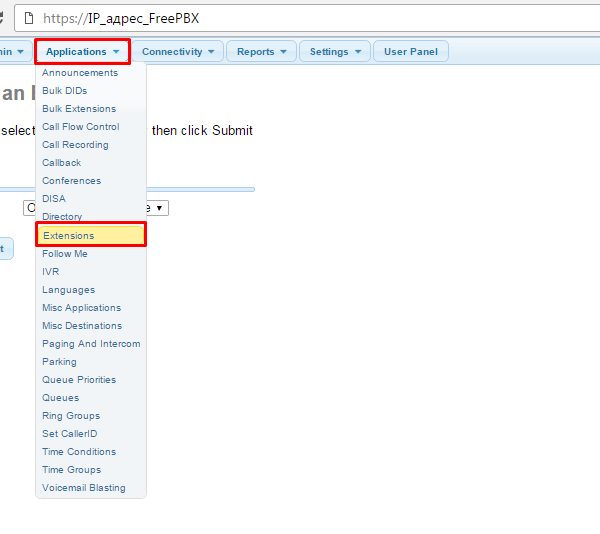 https://IP_адрес_FreePBX
Applications Connectivity Reports Settings User Panel
Announcements
an
Bulk DIDs
Bulk Extensions
Call Flow Control
select then click Submit
Call Recording
Callback
Conferences
DISA
Directory
Extensions
Follow Me
IVR
Languages
Misc Applications
Misc Destinations
Paging And Intercom
Parking
Queue Priorities
Queues
Ring Groups
Set CallerID
Time Conditions
Time Groups
Voicemail Blasting